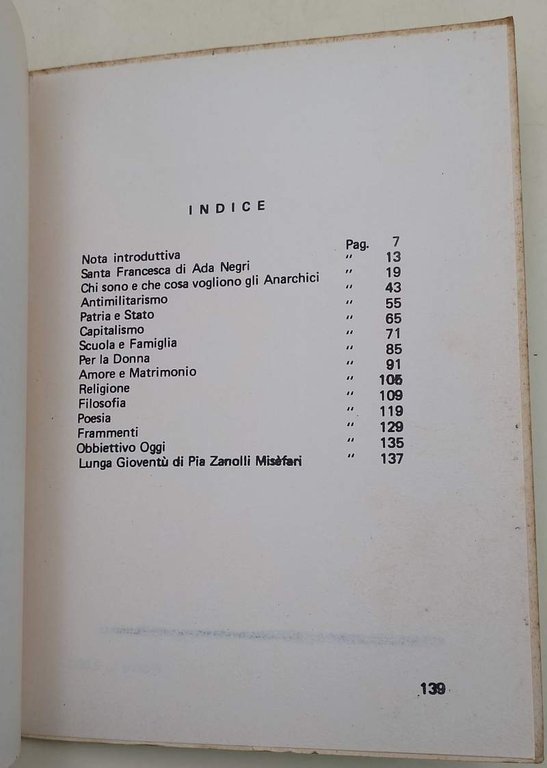 INDICE
Nota introduttiva Pag. 7
Santa Francesca di Ada Negri " 13
Chi sono e che cosa vogliono gli Anarchici " 19
Antimilitarismo " 43
Patria e Stato " 55
Capitalismo " 65
Scuola e Famiglia " 71
Per la Donna " 85
Amore e Matrimonio " 91
Religione " 105
Filosofia " 109
Poesia " 119
Frammenti " 129
Obbiettivo Oggi " 135
Lunga Gioventù di Pia Zanolli Misèfari " 137
139